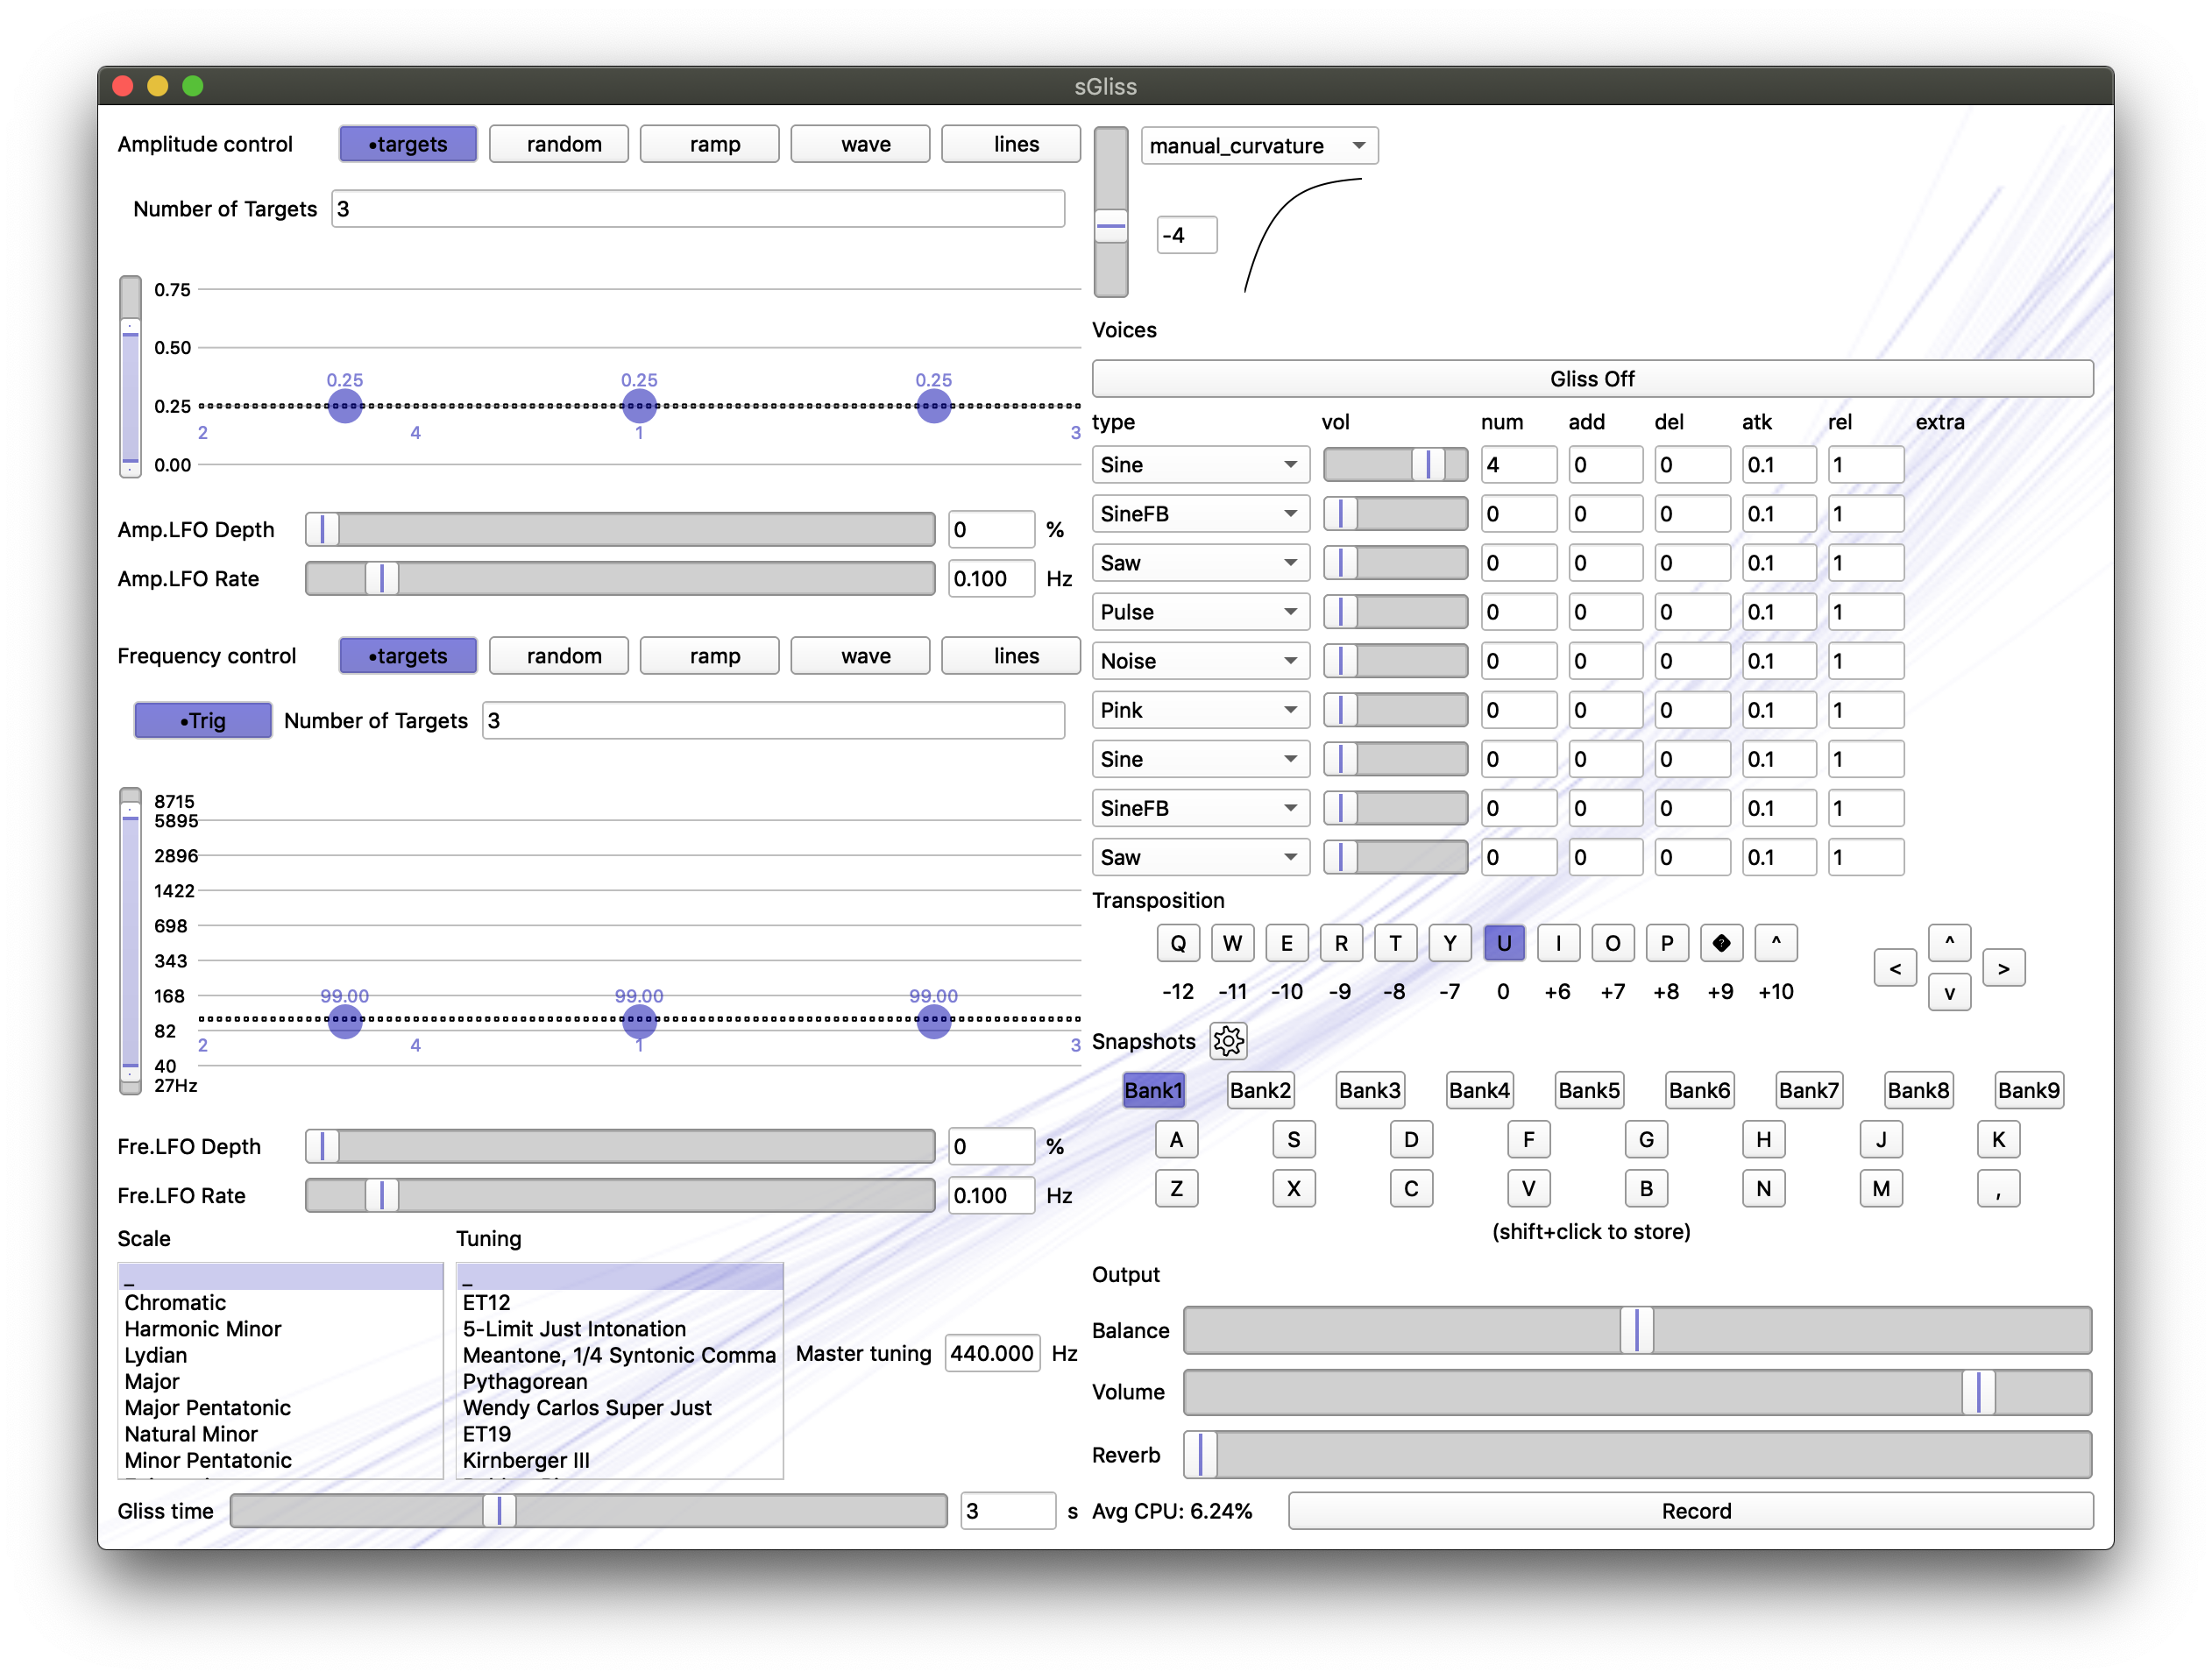 sGliss
Amplitude control •targets random ramp wave lines
Number of Targets 3
0.75
0.50
0.25 0.25 0.25
0.25
2 4 1 3
0.00
Amp.LFO Depth 0 %
Amp.LFO Rate 0.100 Hz
Frequency control •targets random ramp wave lines
•Trig Number of Targets 3
8715
5895
2896
1422
698
343
168 99.00 99.00 99.00
82
2 4 1 3
40
27Hz
Fre.LFO Depth 0 %
Fre.LFO Rate 0.100 Hz
Scale Tuning
_ _
Chromatic ET12
Harmonic Minor 5-Limit Just Intonation
Lydian Meantone, 1/4 Syntonic Comma
Master tuning 440.000 Hz
Major Pythagorean
Major Pentatonic Wendy Carlos Super Just
Natural Minor ET19
Minor Pentatonic Kirnberger III
Gliss time 3 s
manual_curvature
-4
Voices
Gliss Off
type vol num add del atk rel extra
Sine 4 0 0 0.1 1
SineFB 0 0 0 0.1 1
Saw 0 0 0 0.1 1
Pulse 0 0 0 0.1 1
Noise 0 0 0 0.1 1
Pink 0 0 0 0.1 1
Sine 0 0 0 0.1 1
SineFB 0 0 0 0.1 1
Saw 0 0 0 0.1 1
Transposition
Q W E R T Y U I O P � ^
-12 -11 -10 -9 -8 -7 0 +6 +7 +8 +9 +10
^
< >
v
Snapshots
Bank1 Bank2 Bank3 Bank4 Bank5 Bank6 Bank7 Bank8 Bank9
A S D F G H J K
Z X C V B N M ,
(shift+click to store)
Output
Balance
Volume
Reverb
Avg CPU: 6.24% Record